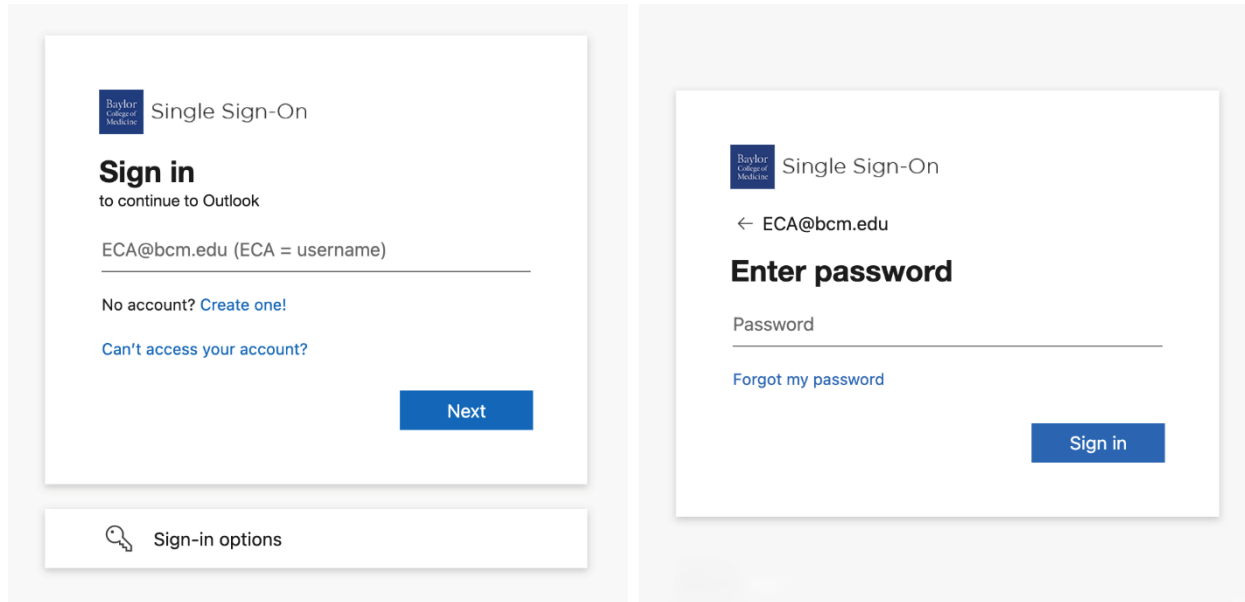 Baylor
College of
Medicine
Single Sign-On
Sign in
to continue to Outlook
ECA@bcm.edu (ECA = username)
No account? Create one!
Can't access your account?
Next
Sign-in options
Baylor
College of
Medicine
Single Sign-On
← ECA@bcm.edu
Enter password
Password
Forgot my password
Sign in